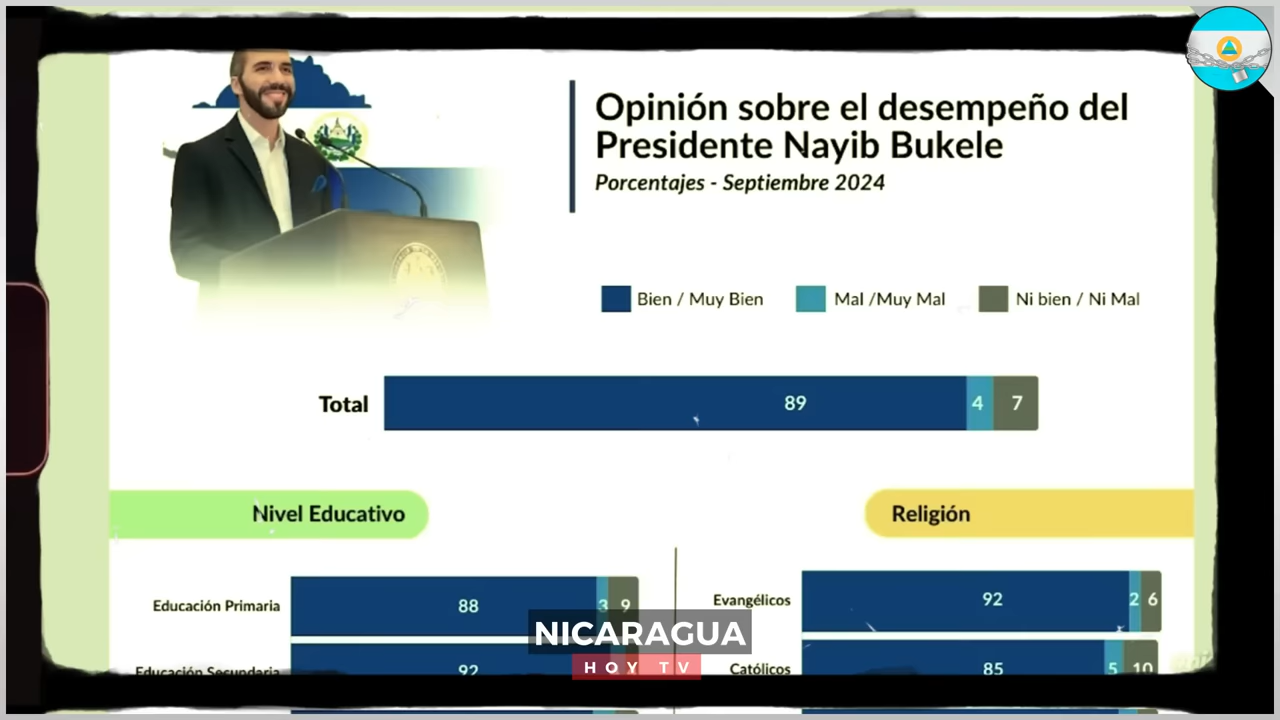 Opinión sobre el desempeño del
Presidente Nayib Bukele
Porcentajes - Septiembre 2024
Bien / Muy Bien
Mal /Muy Mal
Ni bien / Ni Mal
Total
89
4
7
Nivel Educativo
Religión
Educación Primaria
88
3
9
Evangélicos
92
2
6
Educación Secundaria
92
Católicos
85
5
10
NICARAGUA
HOY TV